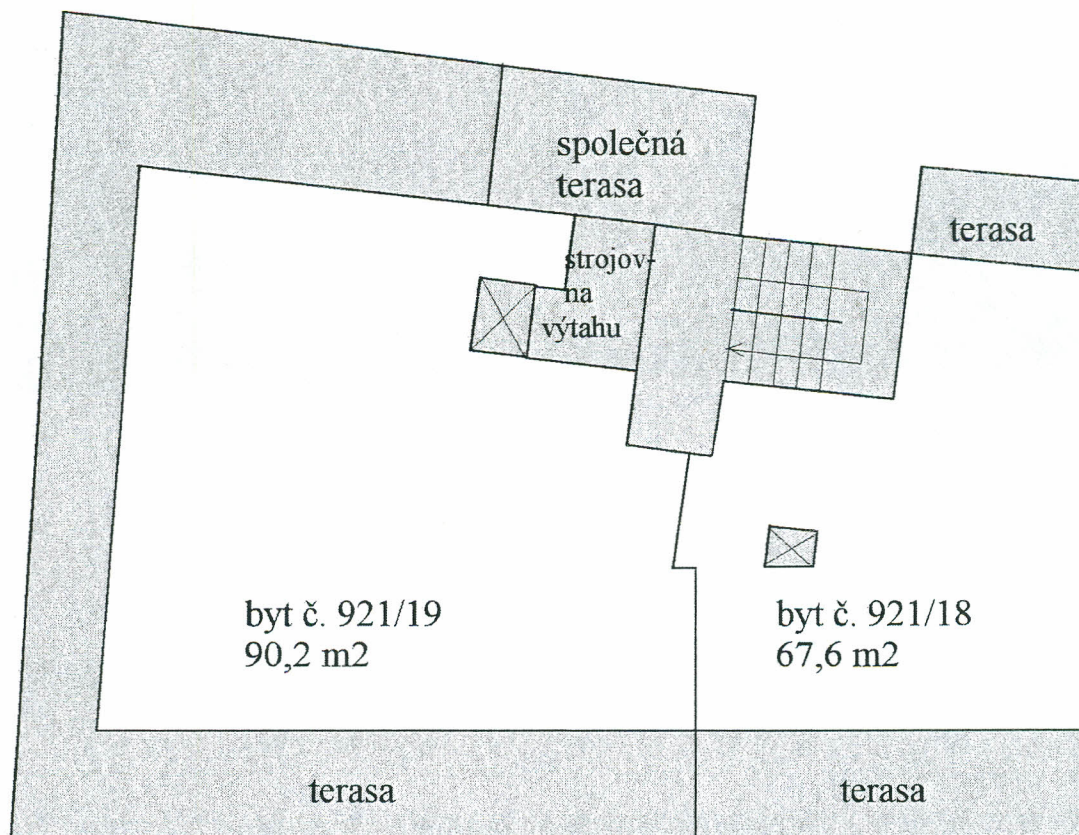 společná
terasa
terasa
strojov-
na
výtahu
byt č. 921/19
90,2 m2
byt č. 921/18
67,6 m2
terasa
terasa